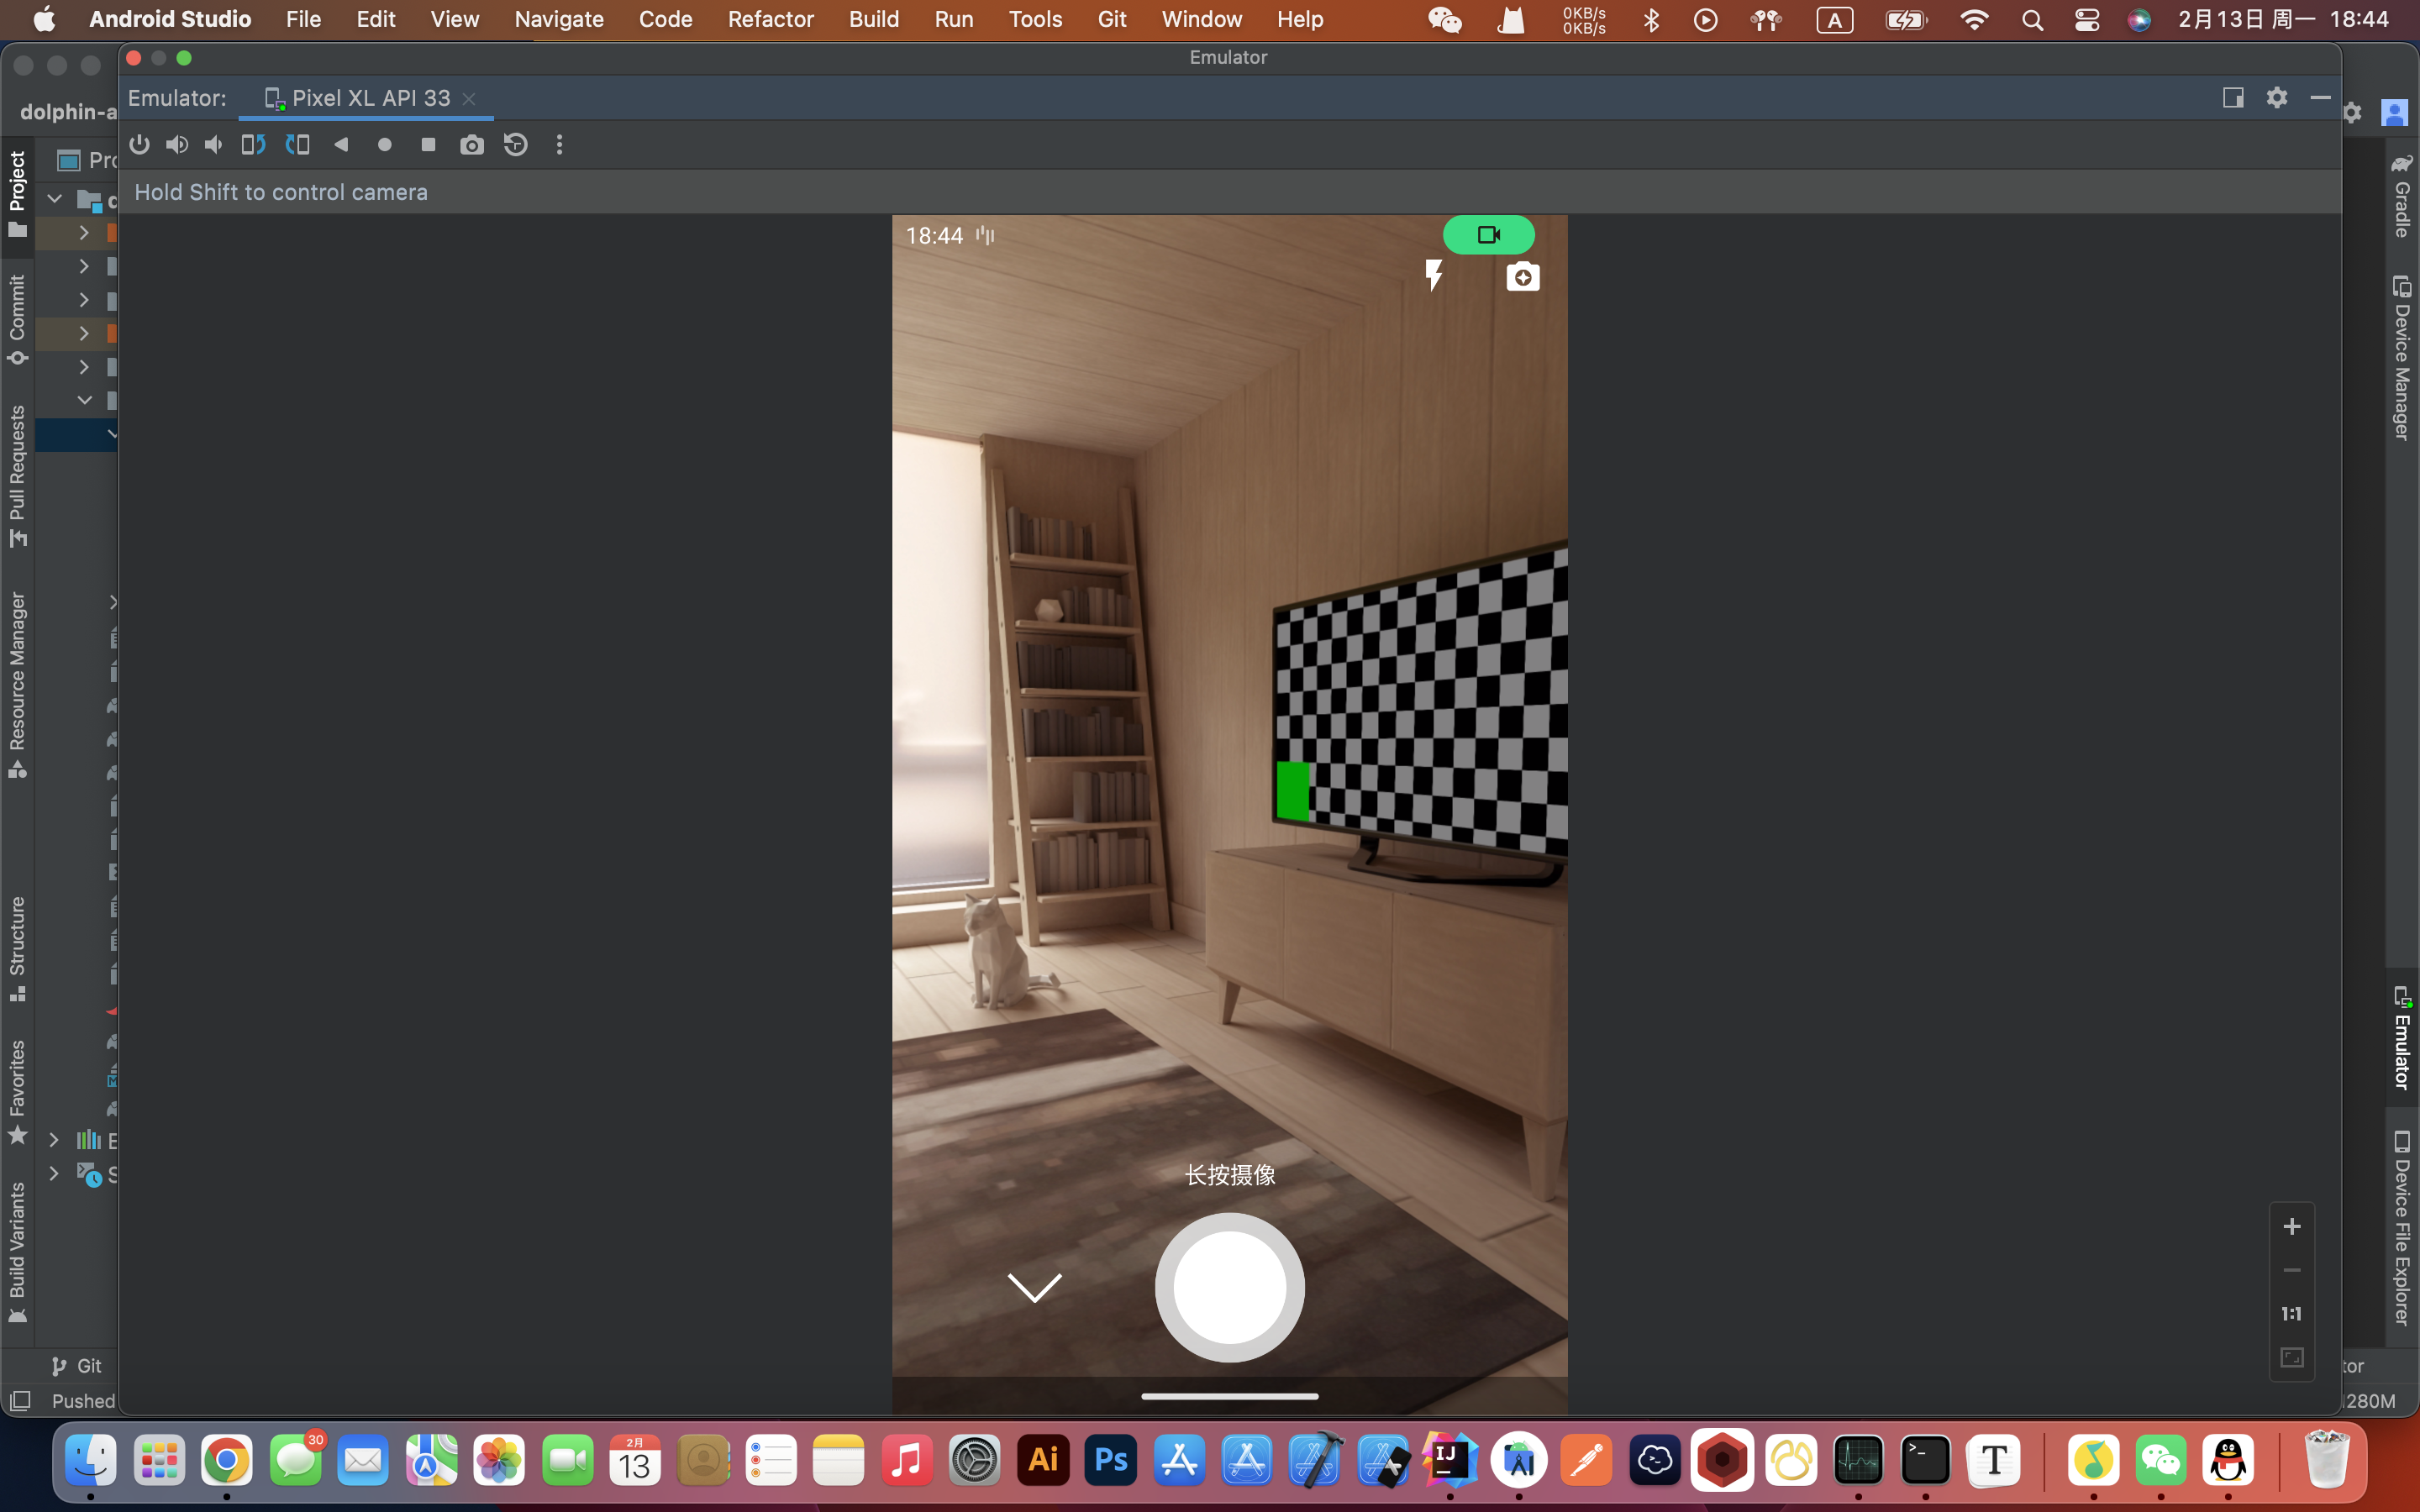 Android Studio File Edit View Navigate Code Refactor Build Run Tools Git Window Help 0KB/s 0KB/s A 2月13日 周一 18:44
Emulator
dolphin-a
Emulator: Pixel XL API 33
Hold Shift to control camera
Project
Commit
Pull Requests
Resource Manager
Structure
Favorites
Build Variants
18:44
长按摄像
1:1
Gradle
Device Manager
Emulator
Device File Explorer
Git
Pushed
1280M
30
2月
13
Ai
Ps
IJ
T